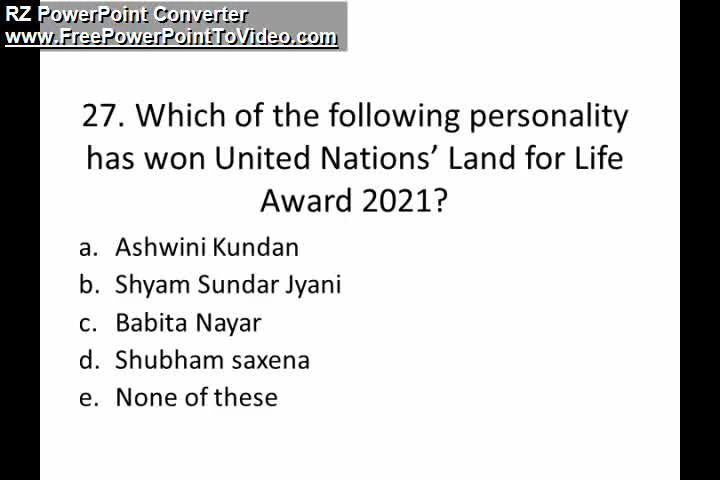 RZ PowerPoint Converter
www.FreePowerPointToVideo.com
27. Which of the following personality
has won United Nations’ Land for Life
Award 2021?
a. Ashwini Kundan
b. Shyam Sundar Jyani
c. Babita Nayar
d. Shubham saxena
e. None of these